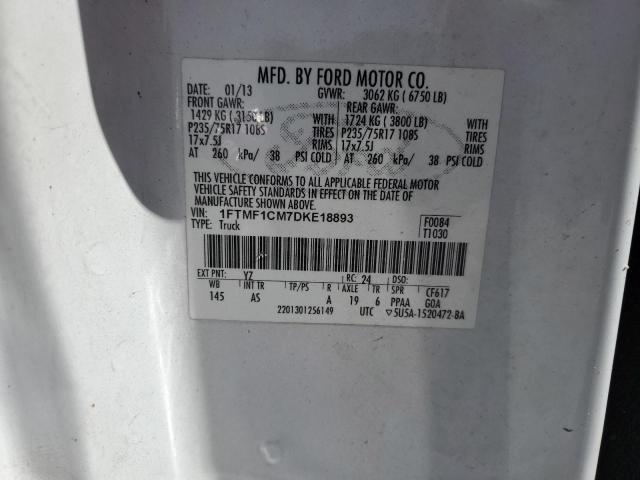 MFD. BY FORD MOTOR CO.
DATE: 01/13 GVWR: 3062 KG ( 6750 LB)
FRONT GAWR: REAR GAWR:
1429 KG ( 3150 LB) WITH 1724 KG ( 3800 LB) WITH
P235/75R17 108S TIRES P235/75R17 108S TIRES
17x7.5J RIMS 17x7.5J RIMS
AT 260 kPa/ 38 PSI COLD AT 260 kPa/ 38 PSI COLD
THIS VEHICLE CONFORMS TO ALL APPLICABLE FEDERAL MOTOR
VEHICLE SAFETY STANDARDS IN EFFECT ON THE DATE OF
MANUFACTURE SHOWN ABOVE.
VIN: 1FTMF1CM7DKE18893 F0084
TYPE: Truck T1030
EXT PNT: YZ RC: 24 DSO:
WB INT TR TP/PS R AXLE TR SPR CF617
145 AS A 19 6 PPAA GOA
2201301256149 UTC ▽5U5A-1520472-BA